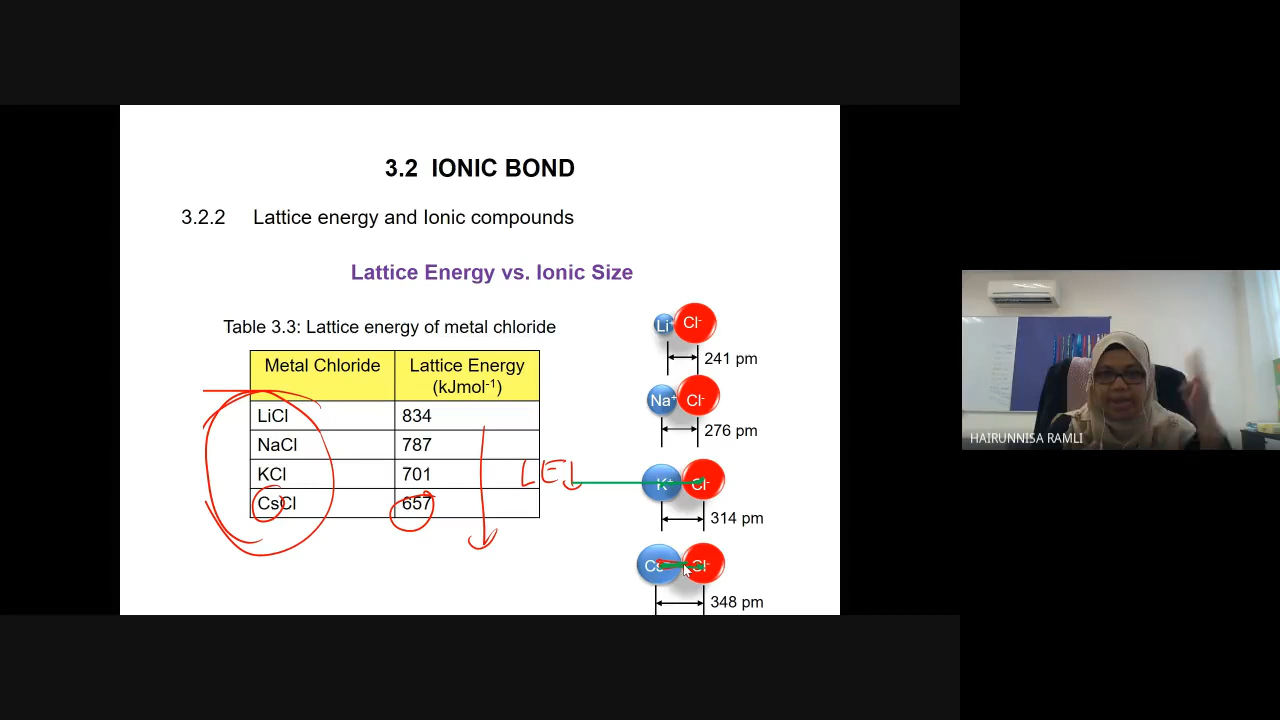 3.2 IONIC BOND
3.2.2 Lattice energy and Ionic compounds
Lattice Energy vs. Ionic Size
Table 3.3: Lattice energy of metal chloride
Metal Chloride
Lattice Energy
(kJmol-1)
LiCl 834
NaCl 787
KCl 701
CsCl 657
LE↓
Li+ Cl-
241 pm
Na+ Cl-
276 pm
K+ Cl-
314 pm
Cs Cl-
348 pm
HAIRUNNISA RAMLI